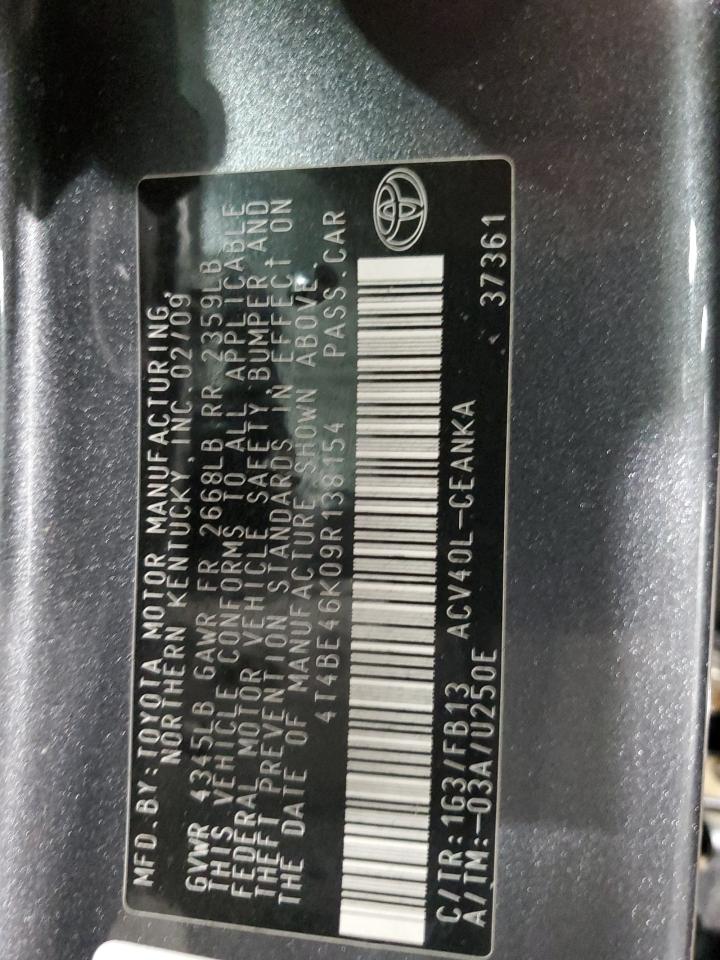 MFD. BY: TOYOTA MOTOR MANUFACTURING,
NORTHERN KENTUCKY, INC. 02/09
GVWR 4345LB GAWR FR 2668LB RR 2359LB
THIS VEHICLE CONFORMS TO ALL APPLICABLE
FEDERAL MOTOR VEHICLE SAFETY BUMPER AND
THEFT PREVENTION STANDARDS IN EFFECT ON
THE DATE OF MANUFACTURE SHOWN ABOVE.
4T4BE46K09R138154 PASS.CAR
C/TR: 1G3/FB13 ACV40L-CEANKA 37361
A/TM:-03A/U250E